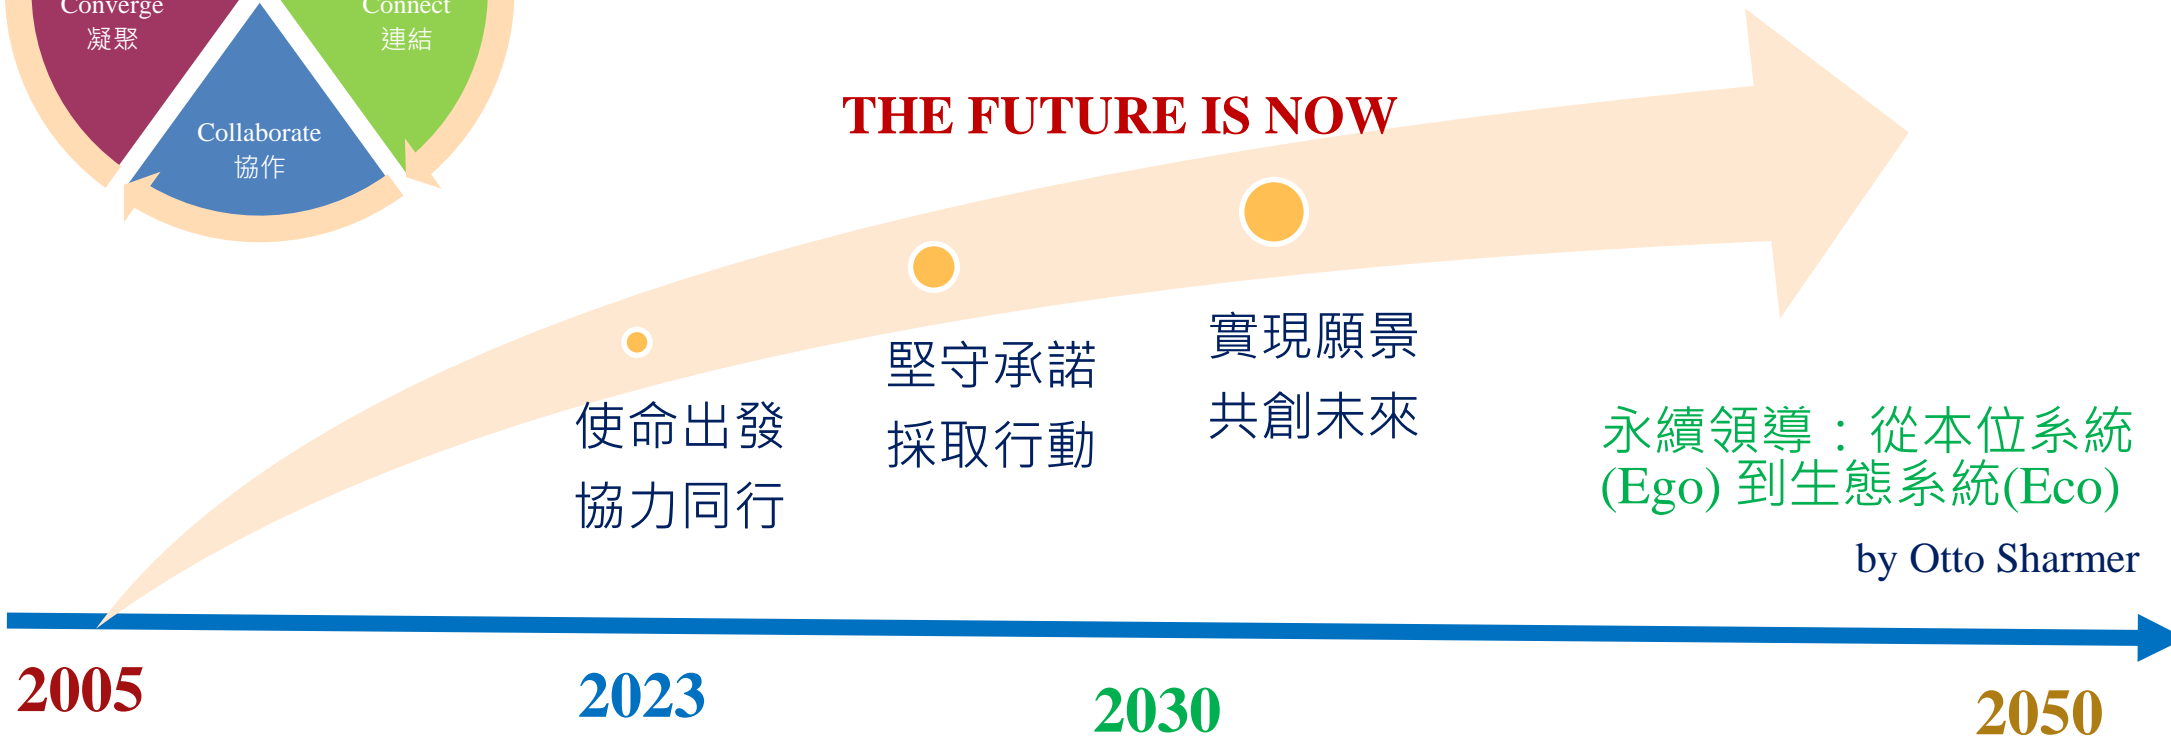 Converge
凝聚
Connect
連結
Collaborate
協作
THE FUTURE IS NOW
使命出發
協力同行
堅守承諾
採取行動
實現願景
共創未來
永續領導：從本位系統
(Ego) 到生態系統(Eco)
by Otto Sharmer
2005
2023
2030
2050